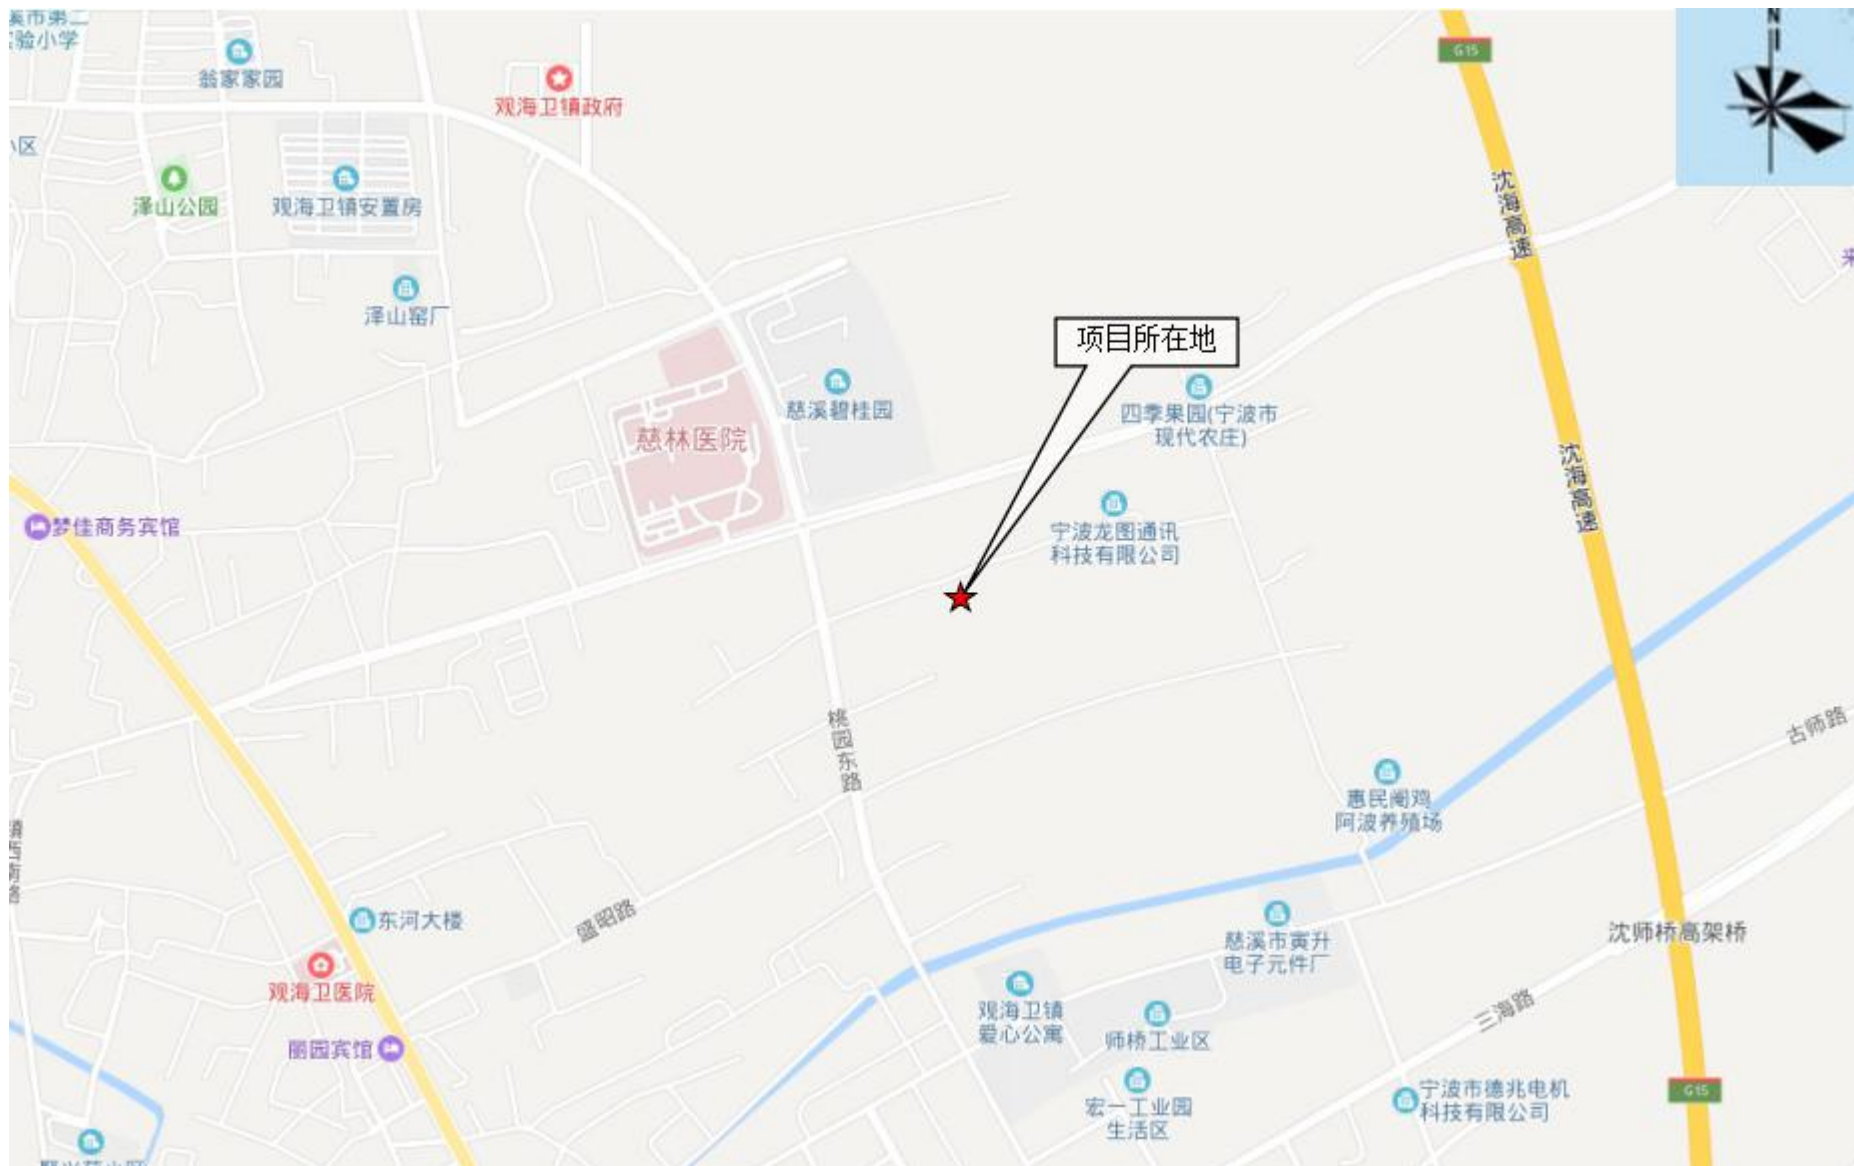 验小学
翁家家园
观海卫镇政府
G15
N
小区
泽山公园
观海卫镇安置房
沈海高速
泽山窑厂
项目所在地
慈溪碧桂园
四季果园(宁波市
现代农庄)
慈林医院
沈海高速
梦佳商务宾馆
宁波龙图通讯
科技有限公司
桃园东路
古师路
惠民阉鸡
阿波养殖场
东河大楼
盛昭路
沈师桥高架桥
慈溪市寅升
电子元件厂
观海卫医院
观海卫镇
爱心公寓
三海路
师桥工业区
丽园宾馆
宏一工业园
生活区
宁波市德兆电机
科技有限公司
G15